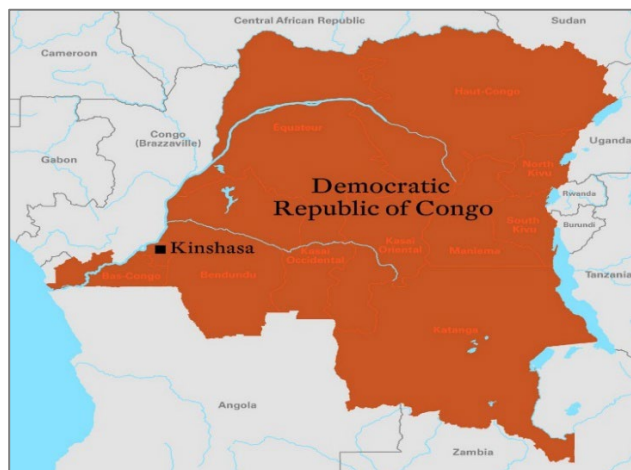 Central African Republic
Sudan
Cameroon
Haut-Congo
Congo
(Brazzaville)
Equateur
Uganda
Gabon
North
Kivu
Democratic
Republic of Congo
Rwanda
South
Kivu
Burundi
Kinshasa
Kasai
Occidental
Kasai
Oriental
Maniama
Bas-Congo
Bandundu
Tanzania
Katanga
Angola
Zambia